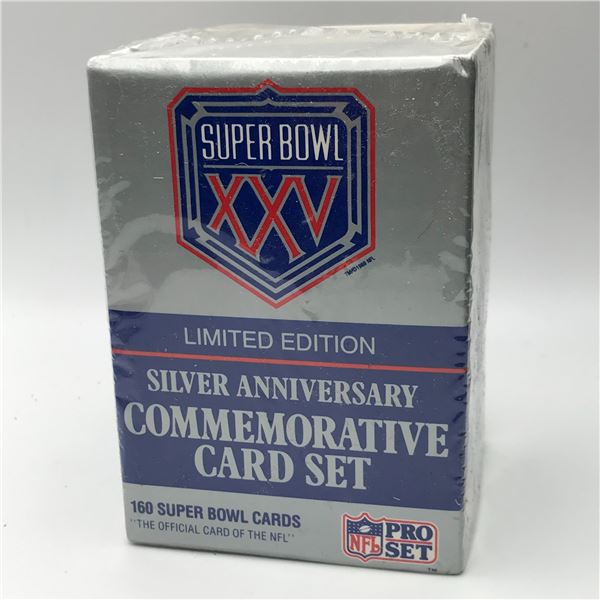 SUPER BOWL
XXV
LIMITED EDITION
SILVER ANNIVERSARY
COMMEMORATIVE
CARD SET
160 SUPER BOWL CARDS
"THE OFFICIAL CARD OF THE NFL"
NFL
PRO
SET
TM